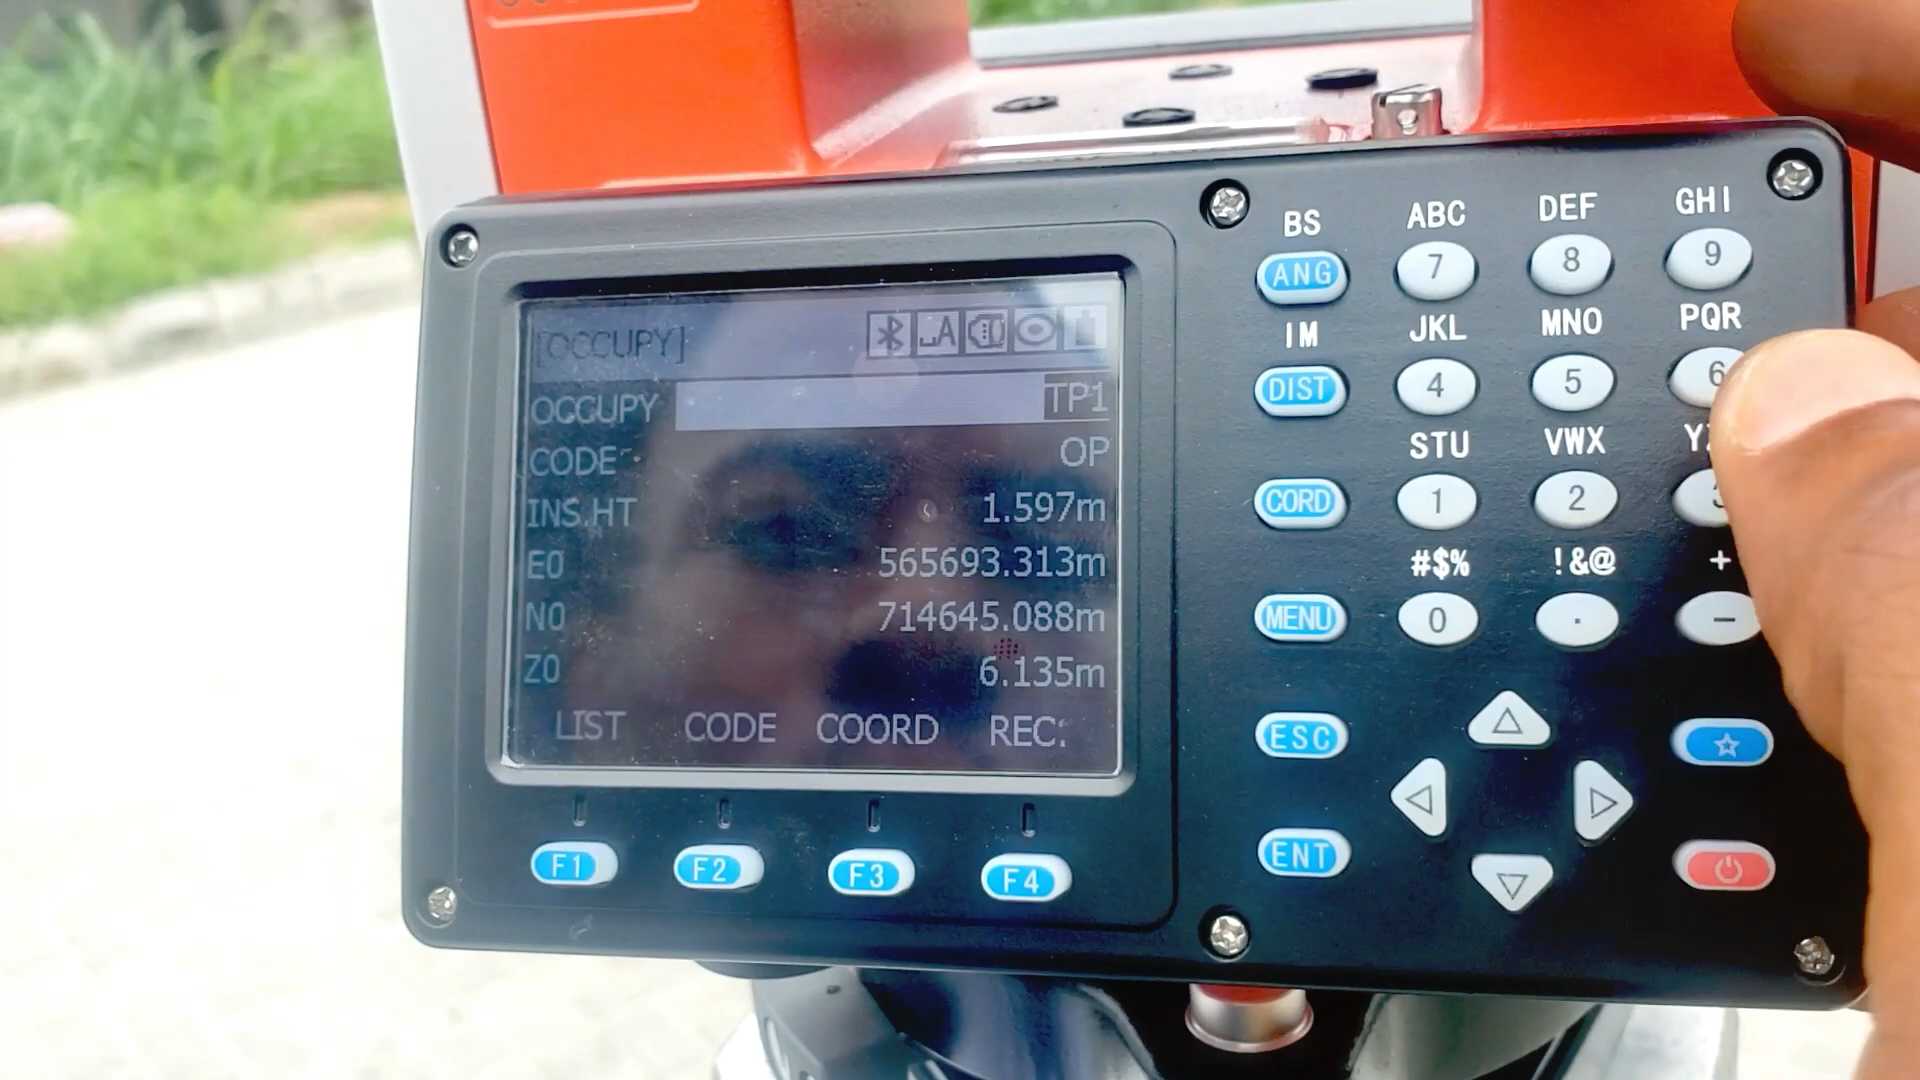 [OCCUPY]
OCCUPY TP1
CODE OP
INS.HT 1.597m
E0 565693.313m
N0 714645.088m
Z0 6.135m
LIST CODE COORD REC.
F1 F2 F3 F4
BS ABC DEF GHI
ANG 7 8 9
IM JKL MNO PQR
DIST 4 5 6
STU VWX
CORD 1 2 3
#$% !&@ +
MENU 0 . -
ESC
ENT